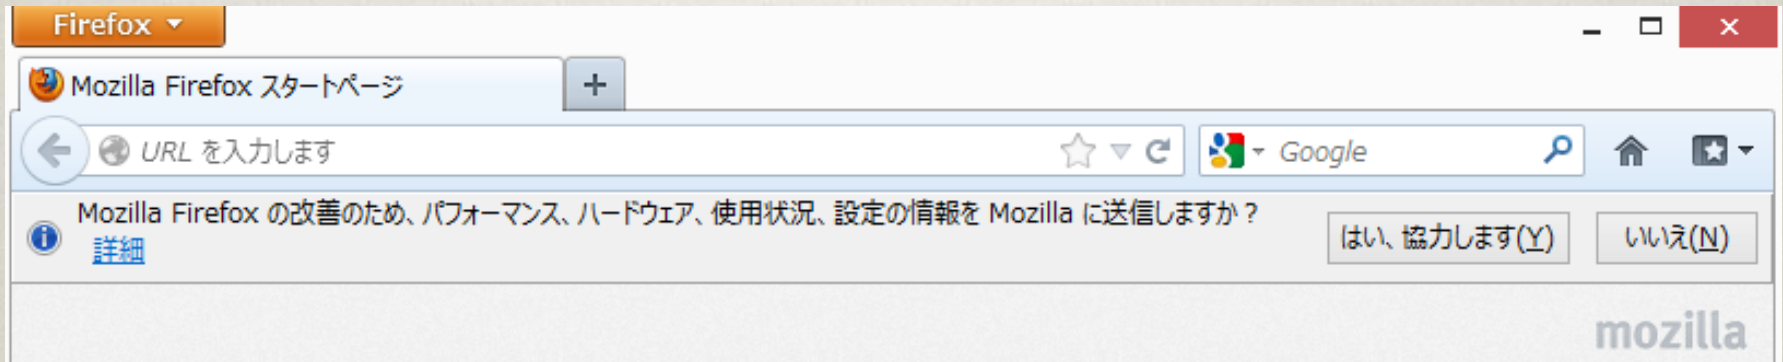 Firefox
Mozilla Firefox スタートページ
URL を入力します
Google
Mozilla Firefox の改善のため、パフォーマンス、ハードウェア、使用状況、設定の情報を Mozilla に送信しますか？
詳細
はい、協力します(Y)
いいえ(N)
mozilla